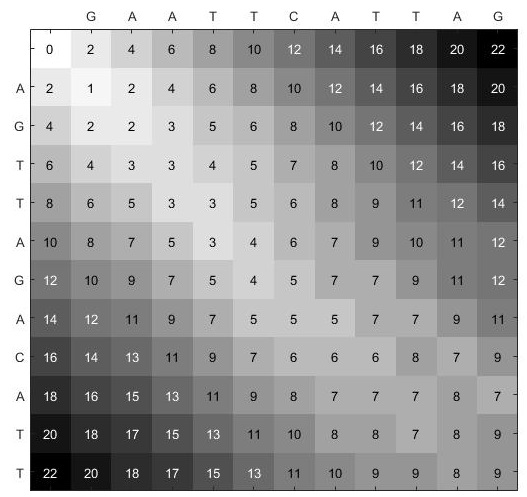 G A A T T C A T T A G
0 2 4 6 8 10 12 14 16 18 20 22
A 2 1 2 4 6 8 10 12 14 16 18 20
G 4 2 2 3 5 6 8 10 12 14 16 18
T 6 4 3 3 4 5 7 8 10 12 14 16
T 8 6 5 3 3 5 6 8 9 11 12 14
A 10 8 7 5 3 4 6 7 9 10 11 12
G 12 10 9 7 5 4 5 7 7 9 11 12
A 14 12 11 9 7 5 5 5 7 7 9 11
C 16 14 13 11 9 7 6 6 6 8 7 9
A 18 16 15 13 11 9 8 7 7 7 8 7
T 20 18 17 15 13 11 10 8 8 7 8 9
T 22 20 18 17 15 13 11 10 9 9 8 9